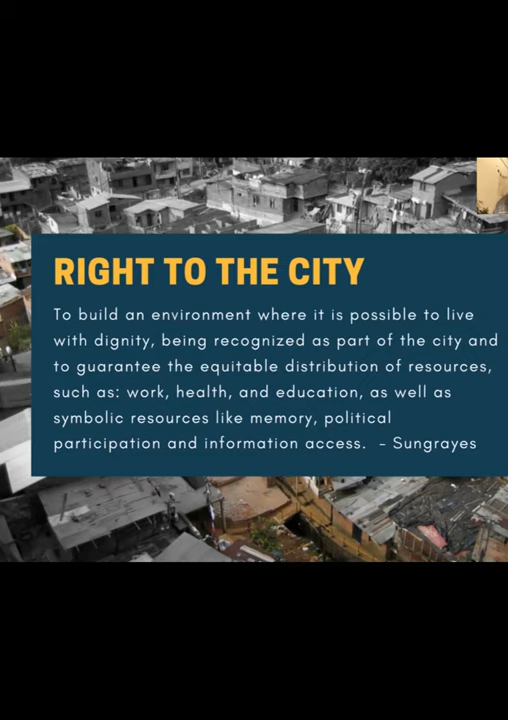 RIGHT TO THE CITY
To build an environment where it is possible to live
with dignity, being recognized as part of the city and
to guarantee the equitable distribution of resources,
such as: work, health, and education, as well as
symbolic resources like memory, political
participation and information access. - Sungrayes